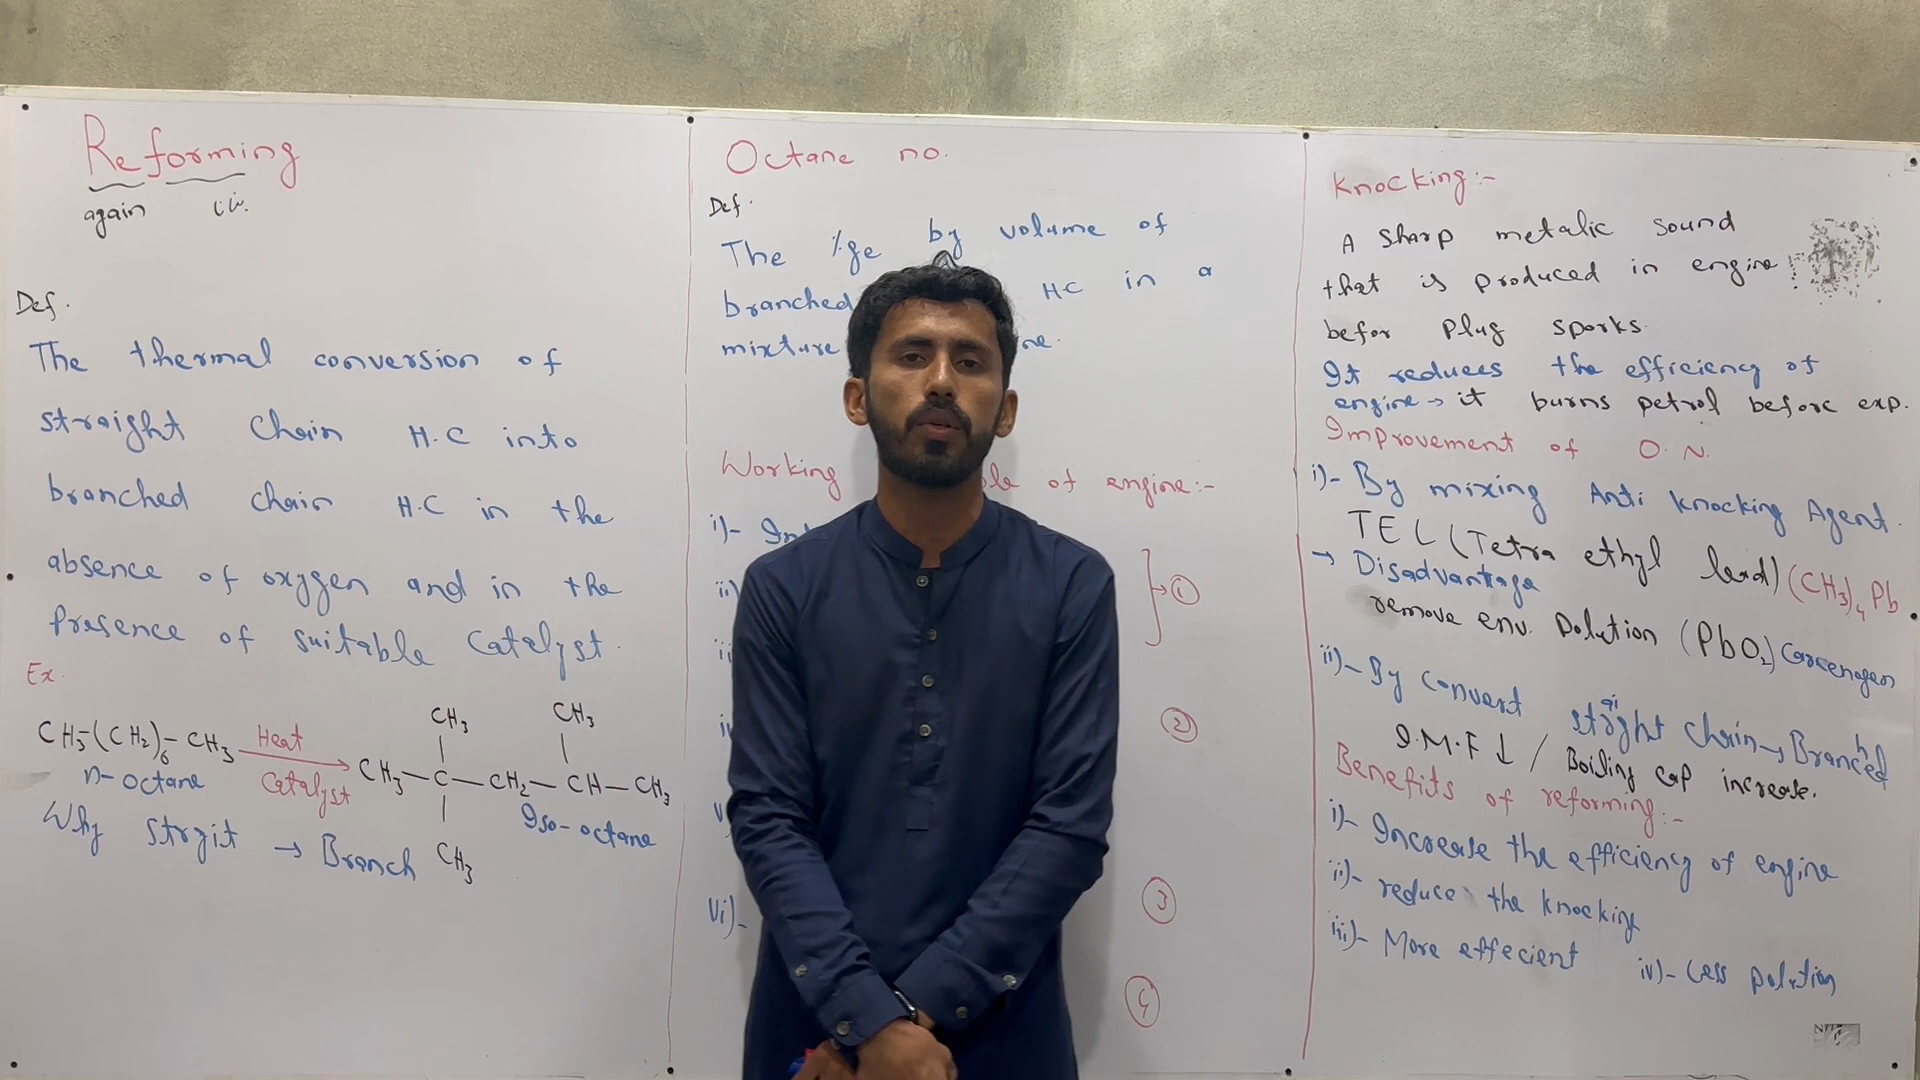 Reforming
again
Def.
The thermal conversion of
straight chain H.C into
branched chain H.C in the
absence of oxygen and in the
Presence of suitable catalyst.
Ex.
CH3-(CH2)6-CH3 Heat Catalyst
n-octane
CH3 CH3
CH3-C-CH2-CH-CH3
CH3
Iso-octane
Why strgit → Branch
Octane no.
Def.
The %ge by volume of
branched H-C in a
mixture
Working of engine:-
i)-
ii)
①
②
vi)-
③
④
Knocking:-
A Sharp metalic sound
that is produced in engine
befor Plug sparks.
It reduces the efficiency of
engine → it burns petrol before exp.
Improvement of O.N.
i)- By mixing Anti Knocking Agent.
TEL (Tetra ethyl lead) (CH3)4 Pb
→ Disadvantage
remove env. Polution (PbO2) Carcenogen
ii)- By convert straight chain → Branched
I.M.F ↓ / Boiling cap increase.
Benefits of reforming:-
i)- Increase the efficiency of engine
ii)- reduce the knocking
iii)- More effecient iv)- Less polution